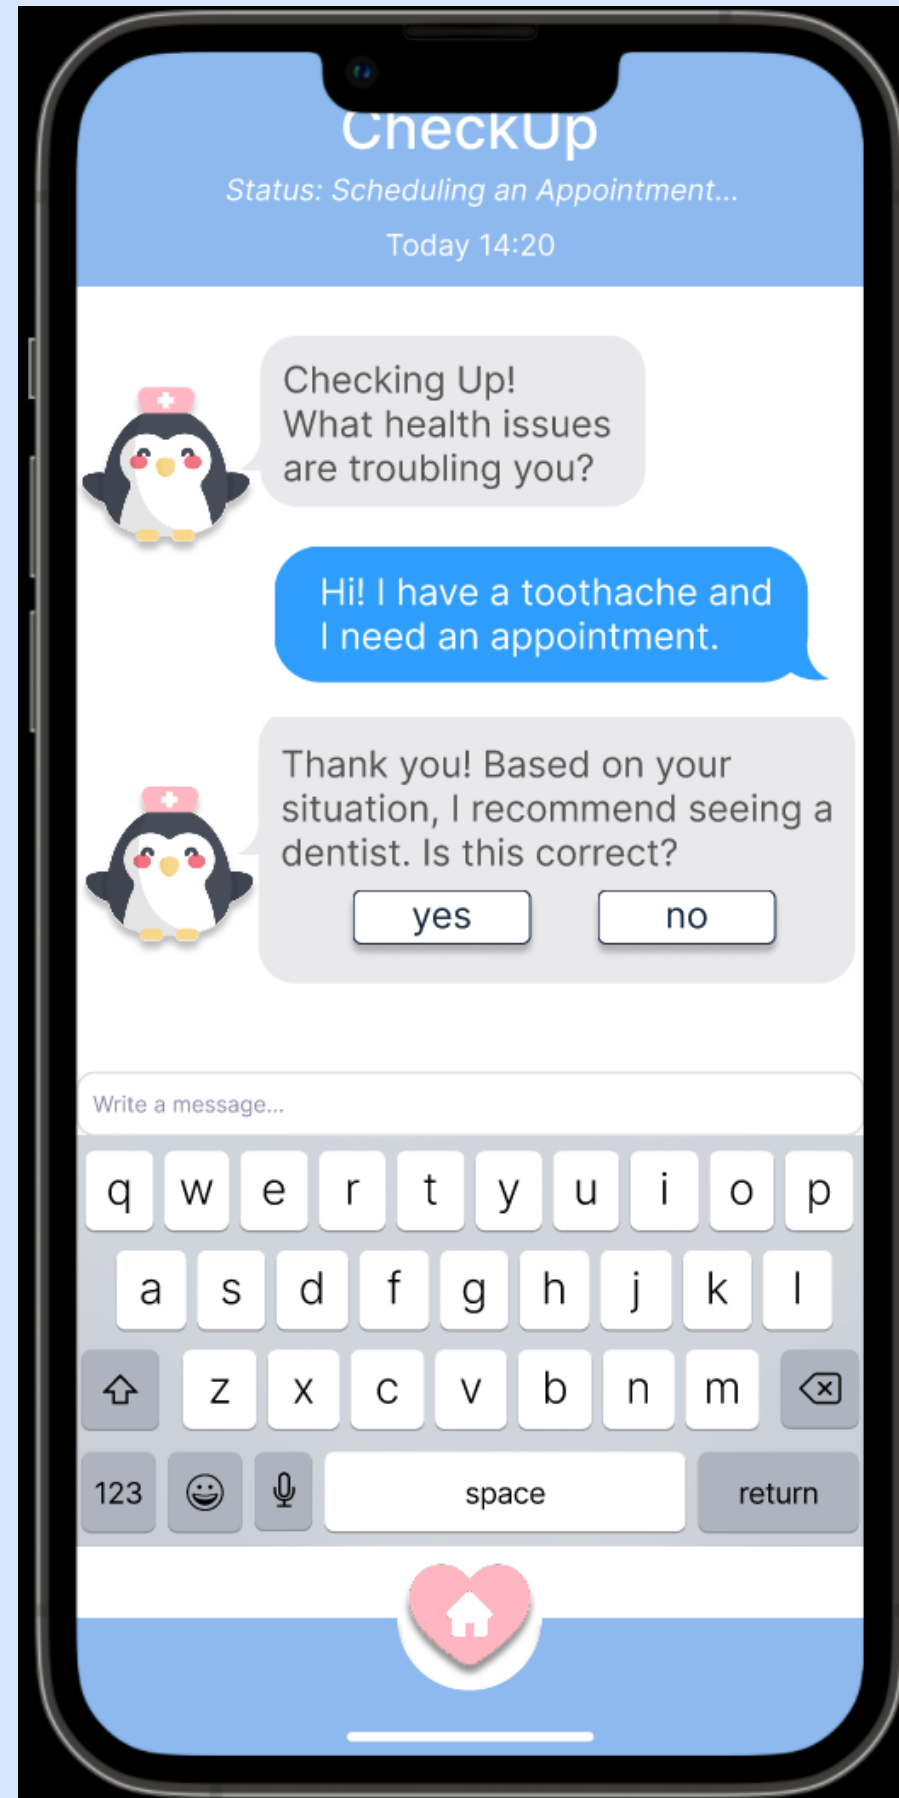 CheckUp
Status: Scheduling an Appointment...
Today 14:20
Checking Up!
What health issues
are troubling you?
Hi! I have a toothache and
I need an appointment.
Thank you! Based on your
situation, I recommend seeing a
dentist. Is this correct?
yes no
Write a message...
q w e r t y u i o p
a s d f g h j k l
z x c v b n m
123 space return